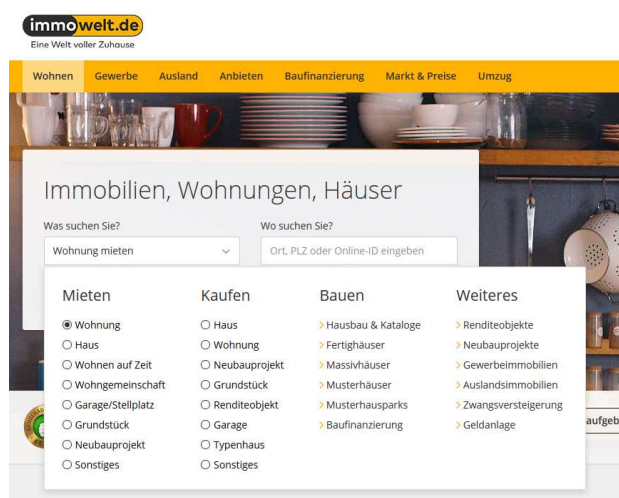 immowelt.de
Eine Welt voller Zuhause
Wohnen Gewerbe Ausland Anbieten Baufinanzierung Markt & Preise Umzug
Immobilien, Wohnungen, Häuser
Was suchen Sie? Wo suchen Sie?
Wohnung mieten Ort, PLZ oder Online-ID eingeben
Mieten Kaufen Bauen Weiteres
Wohnung Haus Hausbau & Kataloge Renditeobjekte
Haus Wohnung Fertighäuser Neubauprojekte
Wohnen auf Zeit Neubauprojekt Massivhäuser Gewerbeimmobilien
Wohngemeinschaft Grundstück Musterhäuser Auslandsimmobilien
Garage/Stellplatz Renditeobjekt Musterhausparks Zwangsversteigerung
Grundstück Garage Baufinanzierung Geldanlage
Neubauprojekt Typenhaus
Sonstiges Sonstiges
aufgeb